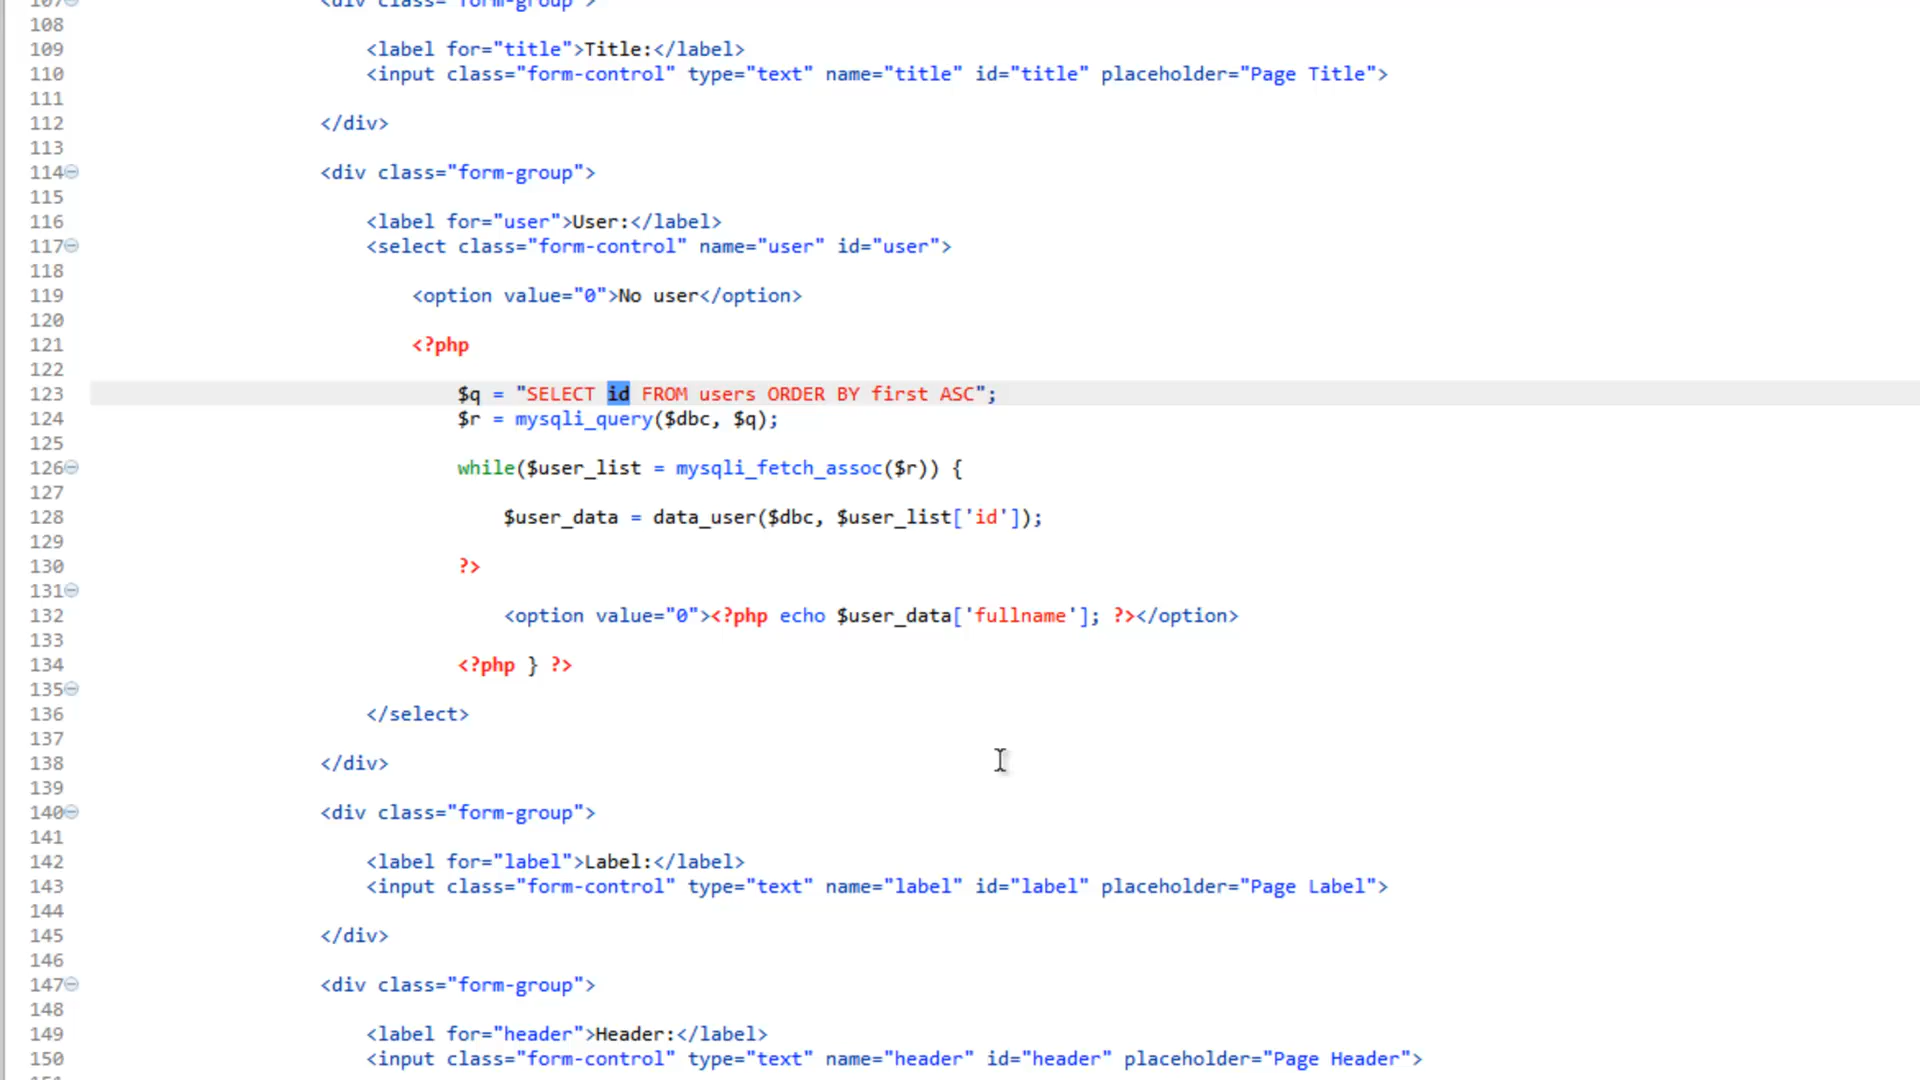 107 <div class="form-group">
108
109 <label for="title">Title:</label>
110 <input class="form-control" type="text" name="title" id="title" placeholder="Page Title">
111
112 </div>
113
114 <div class="form-group">
115
116 <label for="user">User:</label>
117 <select class="form-control" name="user" id="user">
118
119 <option value="0">No user</option>
120
121 <?php
122
123 $q = "SELECT id FROM users ORDER BY first ASC";
124 $r = mysqli_query($dbc, $q);
125
126 while($user_list = mysqli_fetch_assoc($r)) {
127
128 $user_data = data_user($dbc, $user_list['id']);
129
130 ?>
131
132 <option value="0"><?php echo $user_data['fullname']; ?></option>
133
134 <?php } ?>
135
136 </select>
137
138 </div>
139
140 <div class="form-group">
141
142 <label for="label">Label:</label>
143 <input class="form-control" type="text" name="label" id="label" placeholder="Page Label">
144
145 </div>
146
147 <div class="form-group">
148
149 <label for="header">Header:</label>
150 <input class="form-control" type="text" name="header" id="header" placeholder="Page Header">